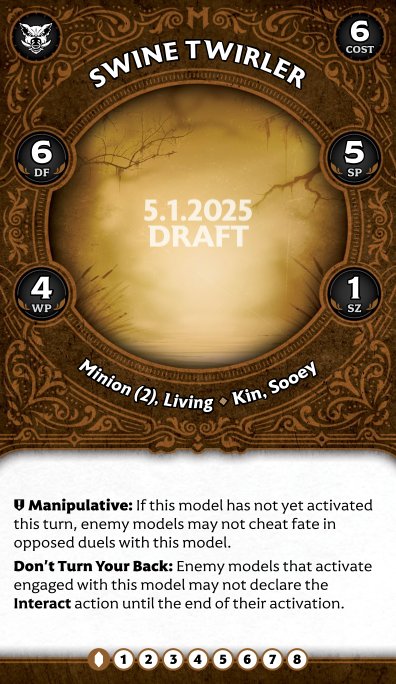 SWINE TWIRLER
6
COST
6
DF
5
SP
5.1.2025
DRAFT
4
WP
1
SZ
Minion (2), Living ⬥ Kin, Sooey
Manipulative: If this model has not yet activated
this turn, enemy models may not cheat fate in
opposed duels with this model.
Don't Turn Your Back: Enemy models that activate
engaged with this model may not declare the
Interact action until the end of their activation.
1 2 3 4 5 6 7 8